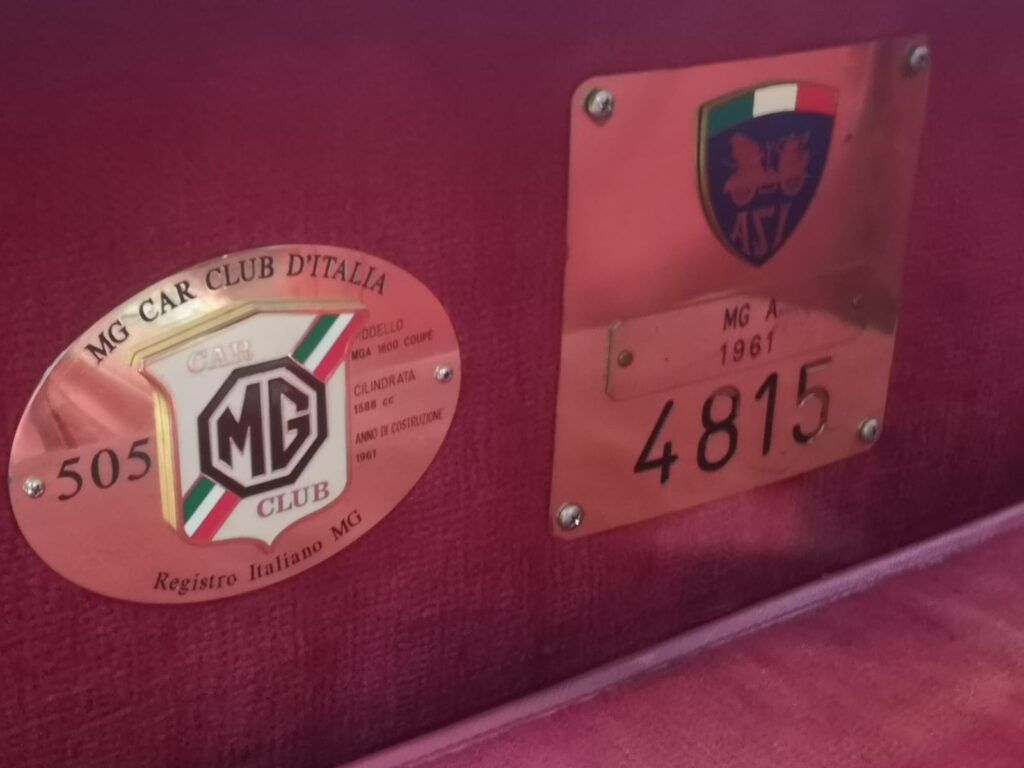 MG CAR CLUB D'ITALIA
CAR
MG
CLUB
505
MODELLO
MGA 1600 COUPÉ
CILINDRATA
1588 cc
ANNO DI COSTRUZIONE
1961
Registro Italiano MG
ASI
MG A
1961
4815